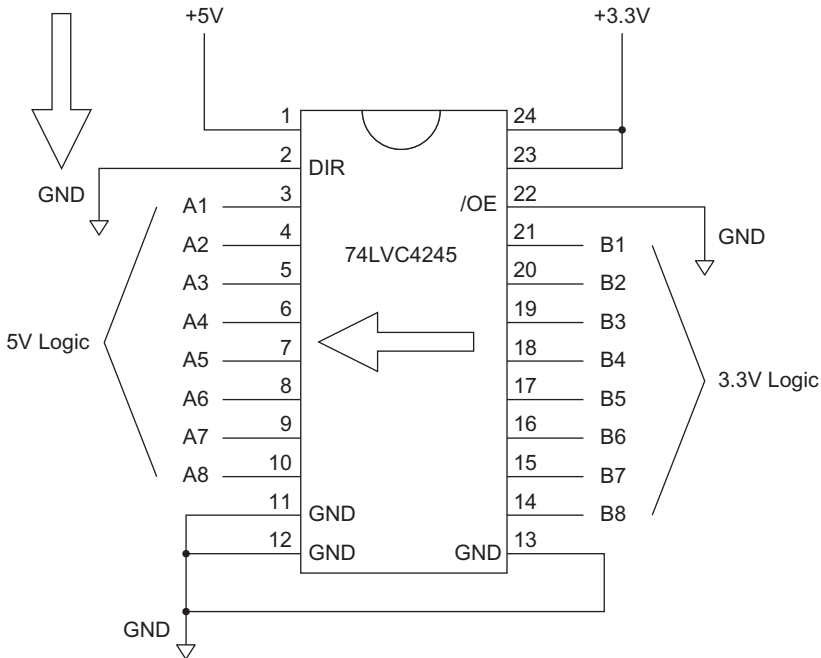 +5V +3.3V
1 24
2 DIR 23
GND
A1 3 /OE 22
A2 4 21 B1 GND
74LVC4245
A3 5 20 B2
A4 6 19 B3
5V Logic
A5 7 18 B4 3.3V Logic
A6 8 17 B5
A7 9 16 B6
A8 10 15 B7
11 GND 14 B8
12 GND GND 13
GND